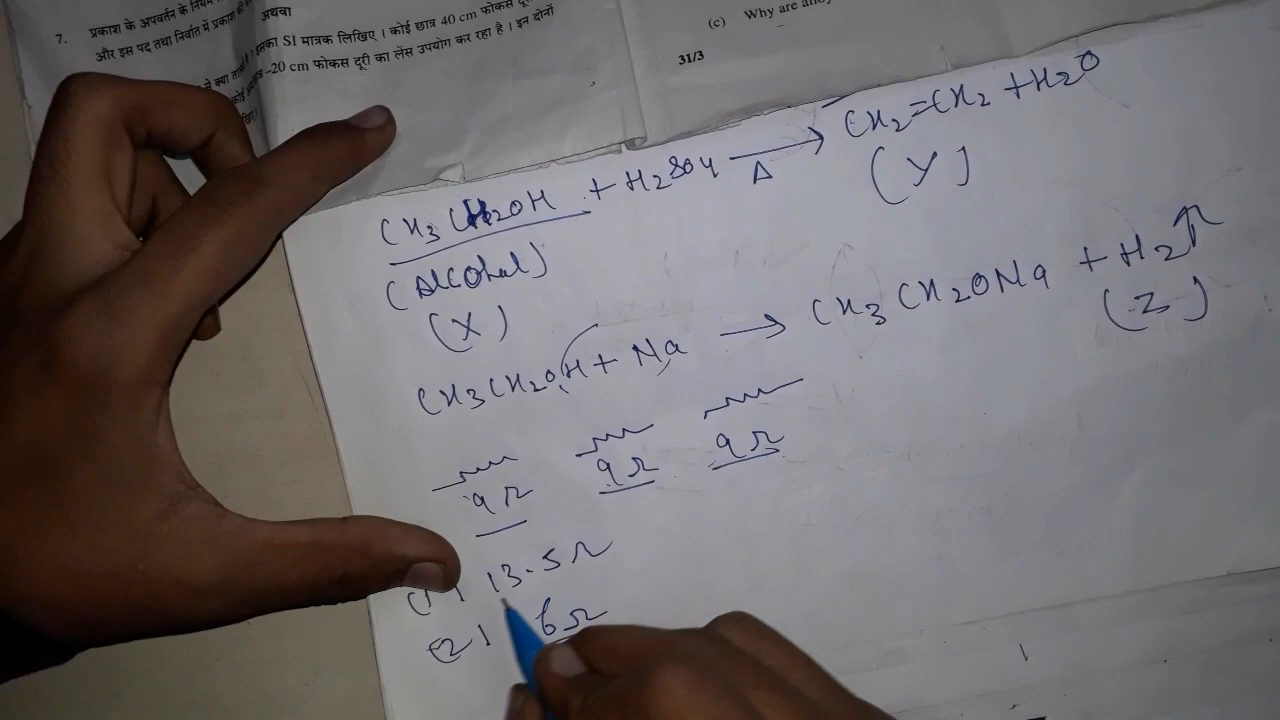 7. प्रकाश के अपवर्तन के नियम
और इस पद तथा निर्वात में प्रकाश की
अथवा
इसका SI मात्रक लिखिए । कोई छात्र 40 cm फोकस दूरी
–20 cm फोकस दूरी का लेंस उपयोग कर रहा है । इन दोनों
(c) Why are
31/3
CH3CH2OH + H2SO4 ⟶ CH2=CH2 + H2O
Δ
(Alcohal)
(X)
(Y)
CH3CH2OH + Na ⟶ CH3CH2ONa + H2↑
(Z)
9Ω 9Ω 9Ω
(1) 13.5Ω
(2) 6Ω